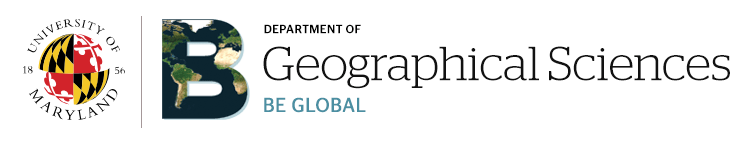 UNIVERSITY OF
18 56
MARYLAND
B
DEPARTMENT OF
Geographical Sciences
BE GLOBAL